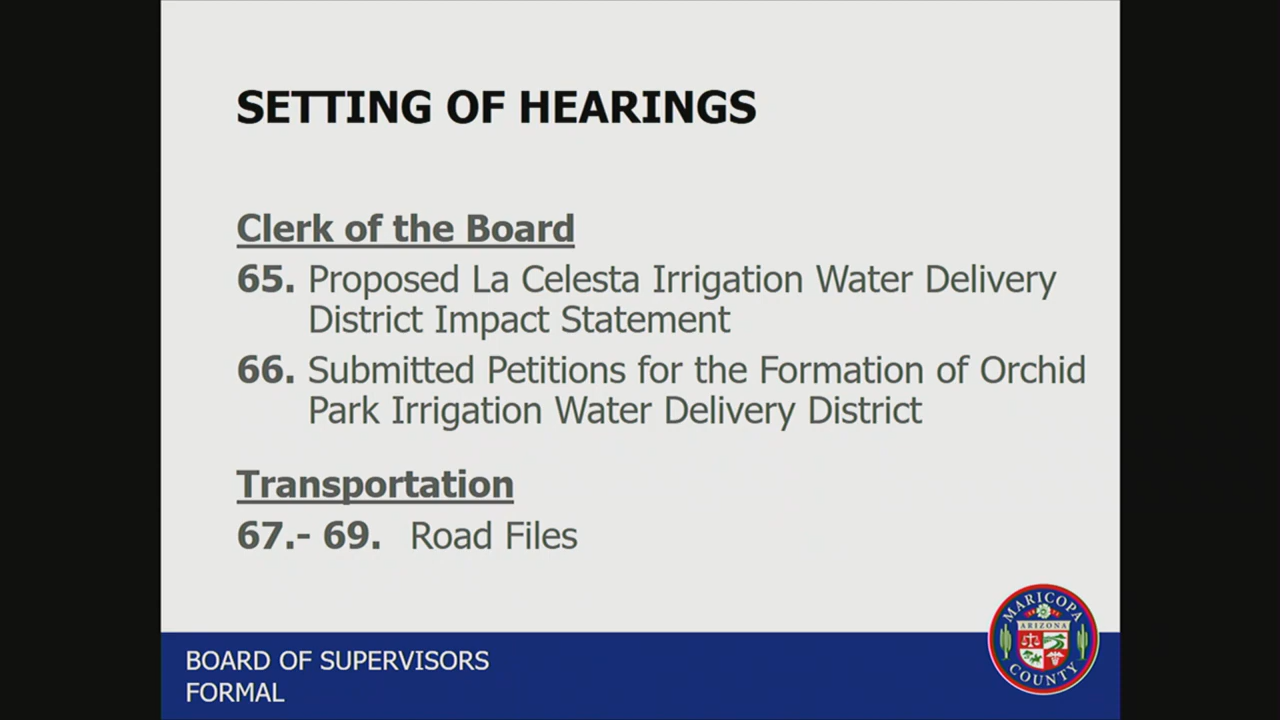 SETTING OF HEARINGS
Clerk of the Board
65. Proposed La Celesta Irrigation Water Delivery
District Impact Statement
66. Submitted Petitions for the Formation of Orchid
Park Irrigation Water Delivery District
Transportation
67.- 69. Road Files
BOARD OF SUPERVISORS
FORMAL
MARICOPA
ARIZONA
COUNTY